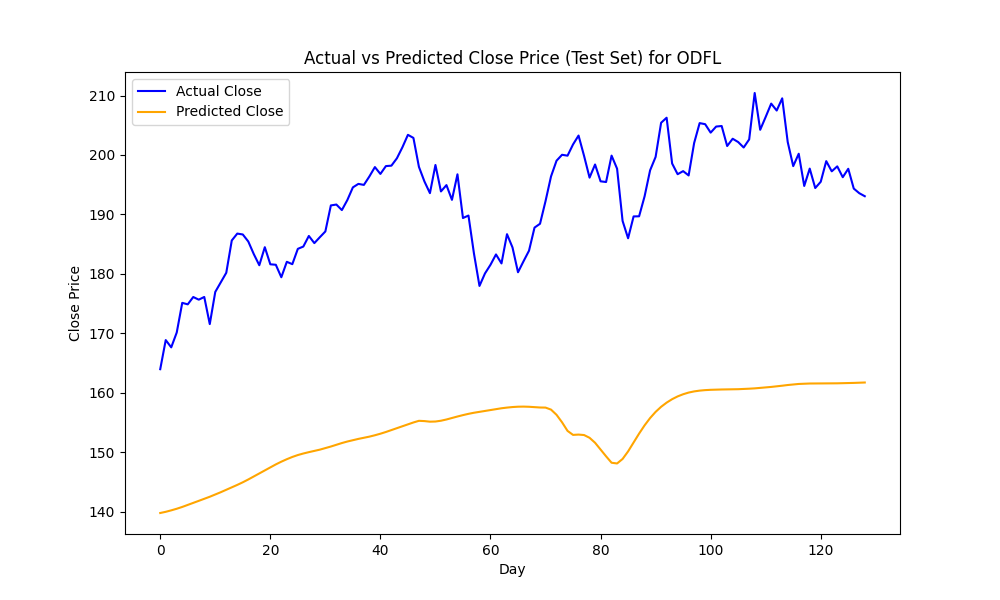 Actual vs Predicted Close Price (Test Set) for ODFL
Actual Close
Predicted Close
210
200
190
180
170
160
150
140
Close Price
0 20 40 60 80 100 120
Day